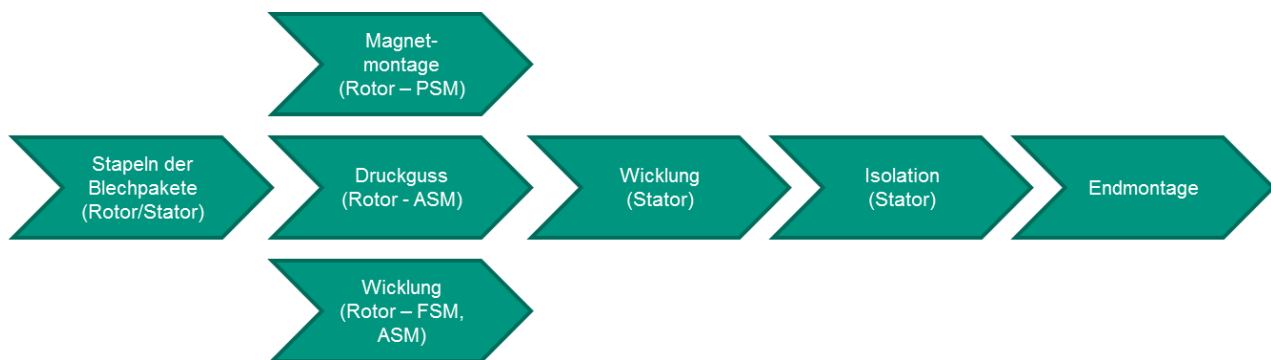 Magnet-
montage
(Rotor – PSM)
Stapeln der
Blechpakete
(Rotor/Stator)
Druckguss
(Rotor - ASM)
Wicklung
(Stator)
Isolation
(Stator)
Endmontage
Wicklung
(Rotor – FSM,
ASM)